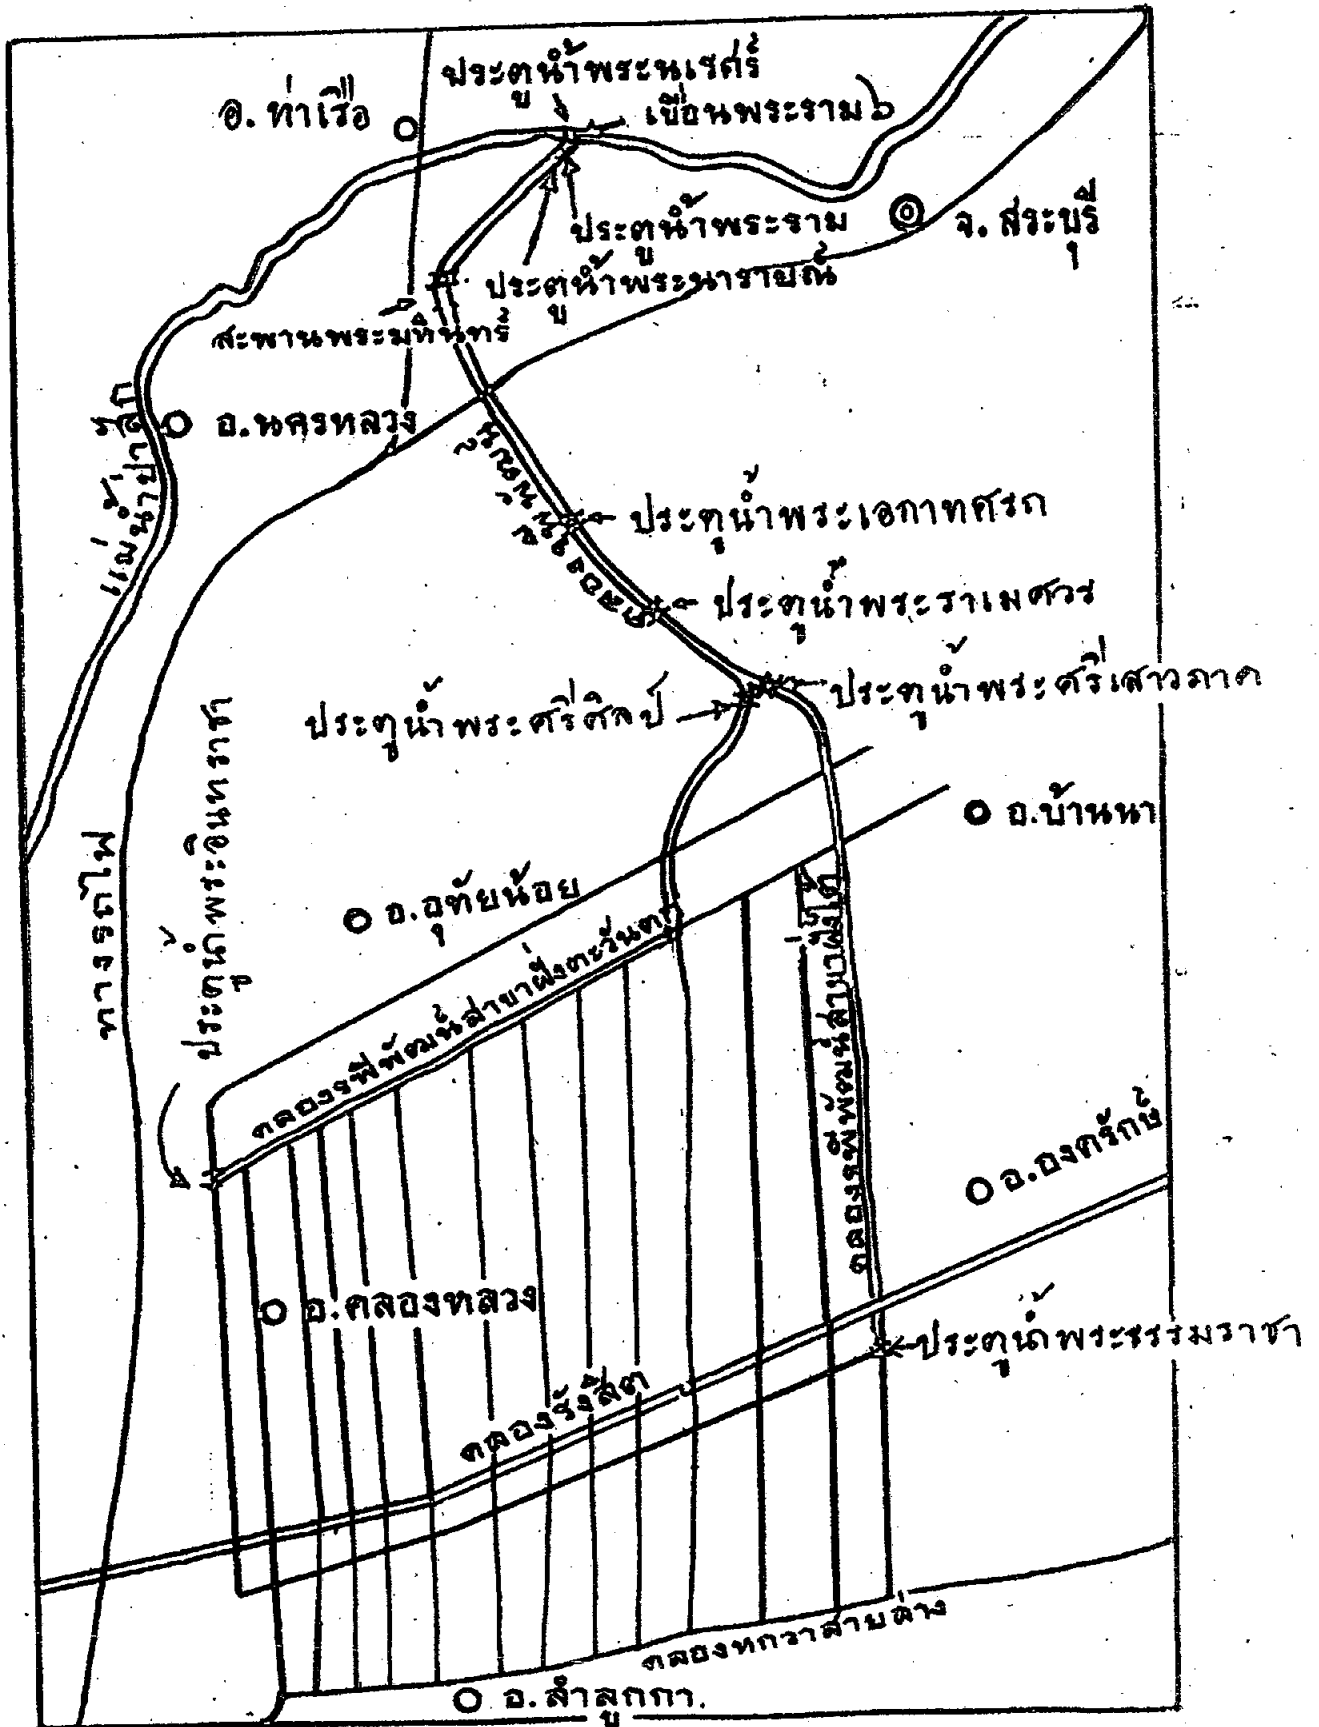 ประตูน้ำพระนเรศร์
อ. ท่าเรือ
เขื่อนพระราม ๖
ประตูน้ำพระราม
จ. สระบุรี
ประตูน้ำพระนารายณ์
สะพานพระมหินทร์
อ.นครหลวง
แม่น้ำป่าสัก
คลองรพีพัฒน์
ประตูน้ำพระเอกาทศรถ
ประตูน้ำพระราเมศวร
ประตูน้ำพระศรีเสาวภาค
ประตูน้ำพระศรีศิลป์
ประตูน้ำพระอินทราชา
ทางรถไฟ
อ.บ้านนา
อ.อุทัยน้อย
คลองรพีพัฒน์สายฝั่งตะวันตก
คลองรพีพัฒน์สายฝั่งใต้
อ.องครักษ์
อ.คลองหลวง
ประตูน้ำพระธรรมราชา
คลองรังสิต
คลองหกวาสายล่าง
อ. ลำลูกกา.